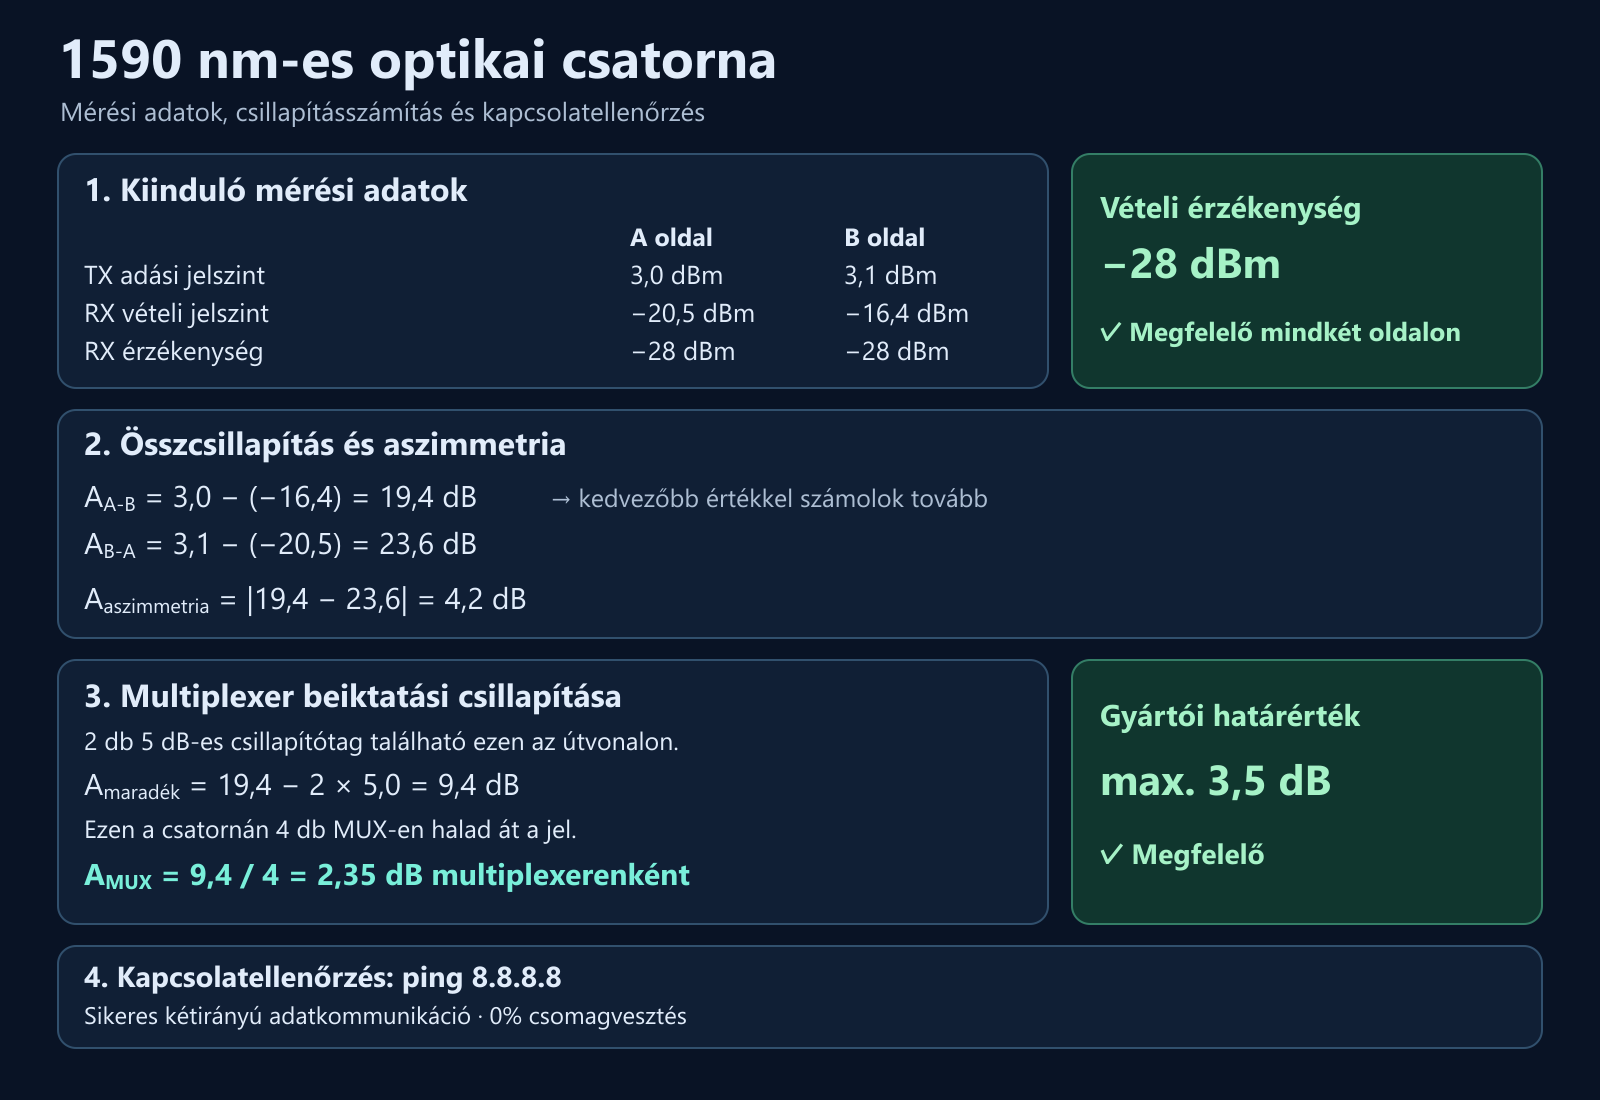 1590 nm-es optikai csatorna
Mérési adatok, csillapításszámítás és kapcsolatellenőrzés
1. Kiinduló mérési adatok
A oldal B oldal
TX adási jelszint 3,0 dBm 3,1 dBm
RX vételi jelszint −20,5 dBm −16,4 dBm
RX érzékenység −28 dBm −28 dBm
Vételi érzékenység
−28 dBm
✓ Megfelelő mindkét oldalon
2. Összcsillapítás és aszimmetria
A_A-B = 3,0 − (−16,4) = 19,4 dB → kedvezőbb értékkel számolok tovább
A_B-A = 3,1 − (−20,5) = 23,6 dB
A_aszimmetria = |19,4 − 23,6| = 4,2 dB
3. Multiplexer beiktatási csillapítása
2 db 5 dB-es csillapítótag található ezen az útvonalon.
A_maradék = 19,4 − 2 × 5,0 = 9,4 dB
Ezen a csatornán 4 db MUX-en halad át a jel.
A_MUX = 9,4 / 4 = 2,35 dB multiplexerenként
Gyártói határérték
max. 3,5 dB
✓ Megfelelő
4. Kapcsolatellenőrzés: ping 8.8.8.8
Sikeres kétirányú adatkommunikáció · 0% csomagvesztés